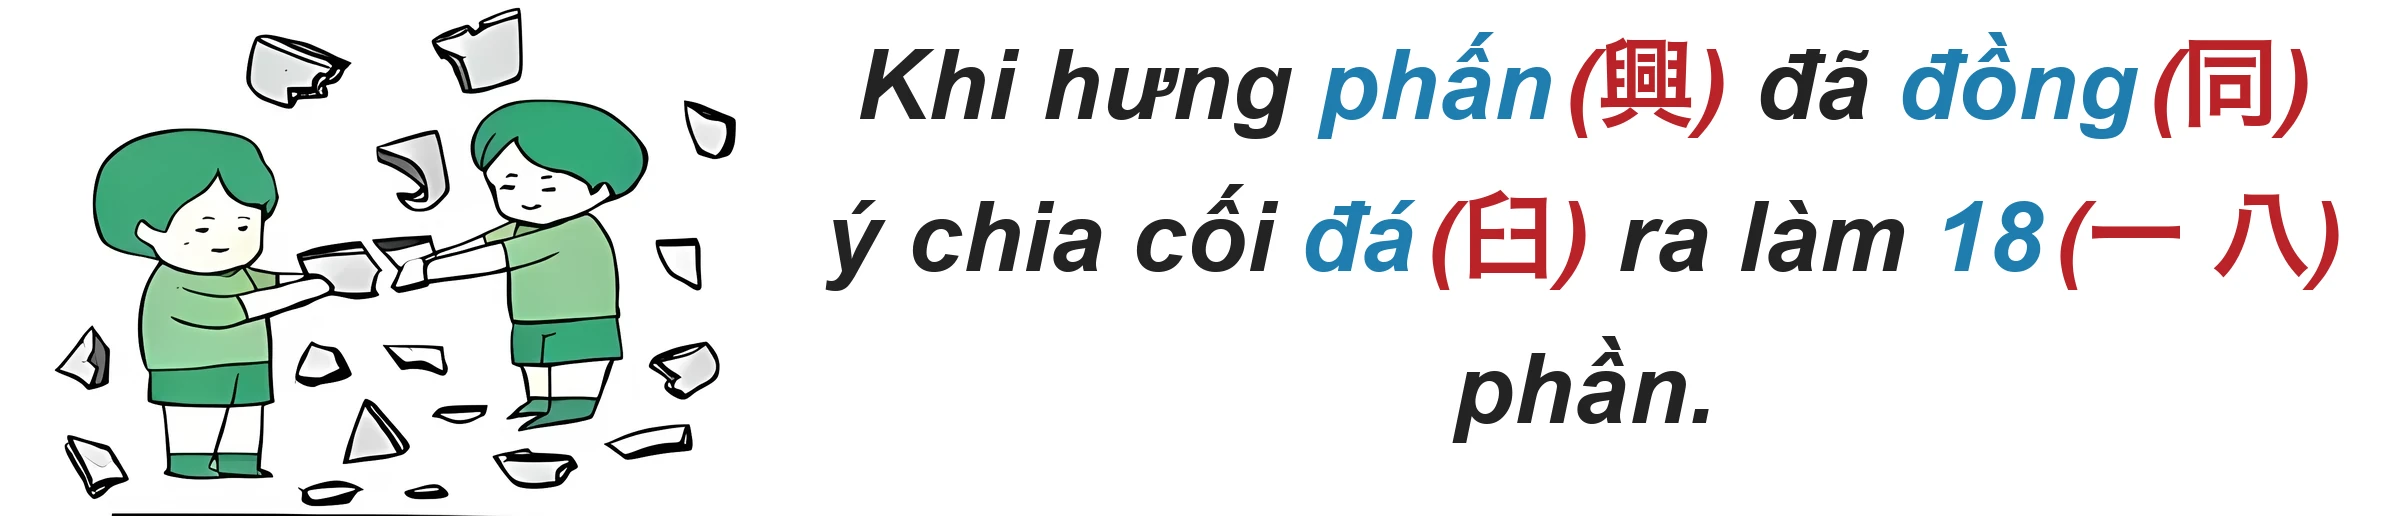 Khi hưng phấn (興) đã đồng (同)
ý chia cối đá (臼) ra làm 18 (一 八)
phần.